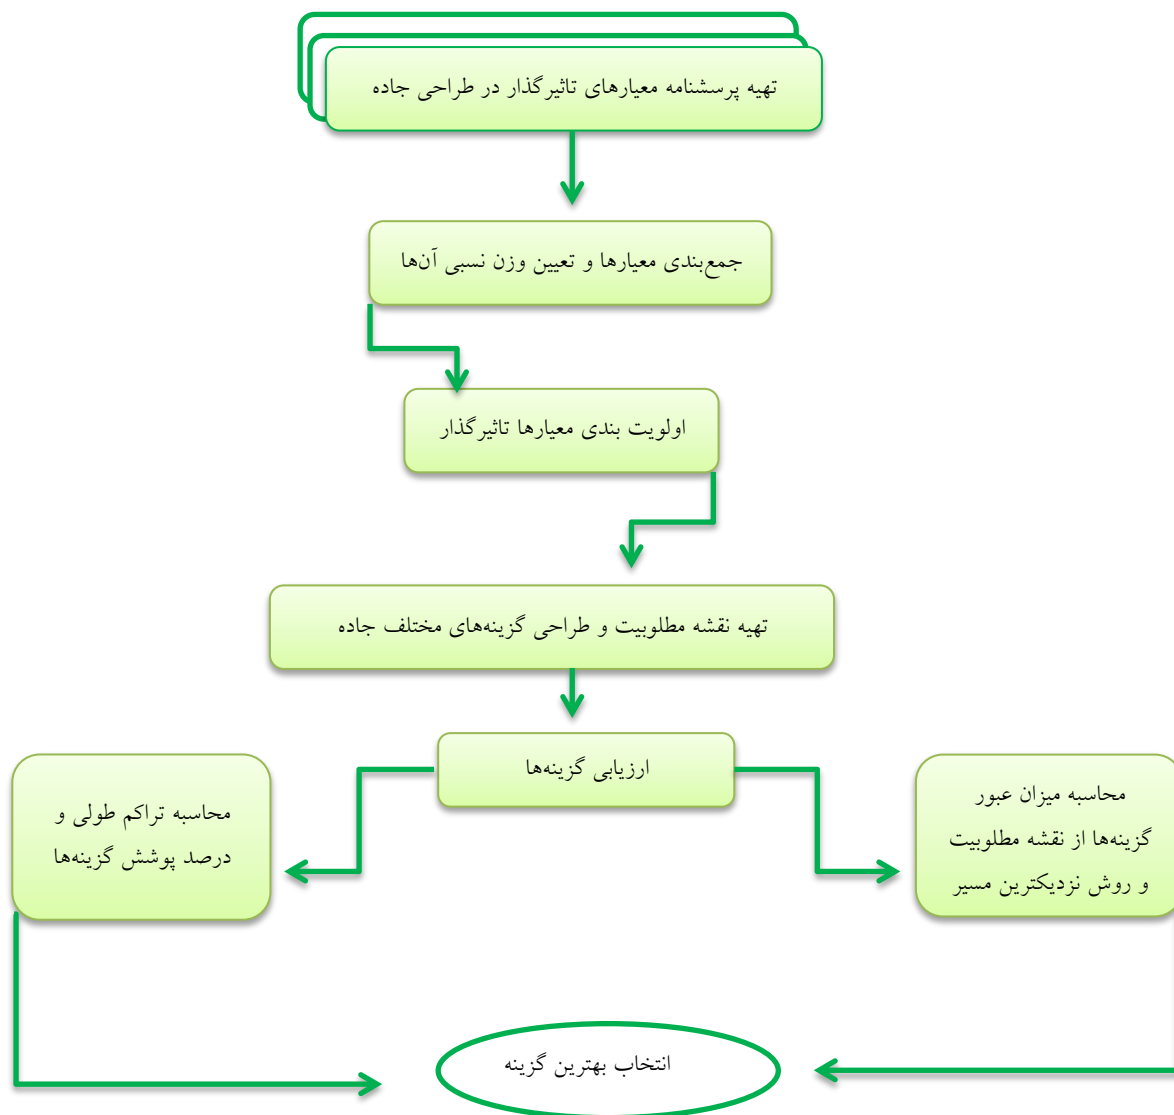 تهیه پرسشنامه معیارهای تاثیرگذار در طراحی جاده
جمع‌بندی معیارها و تعیین وزن نسبی آن‌ها
اولویت بندی معیارها تاثیرگذار
تهیه نقشه مطلوبیت و طراحی گزینه‌های مختلف جاده
ارزیابی گزینه‌ها
محاسبه میزان عبور
گزینه‌ها از نقشه مطلوبیت
و روش نزدیکترین مسیر
محاسبه تراکم طولی و
درصد پوشش گزینه‌ها
انتخاب بهترین گزینه